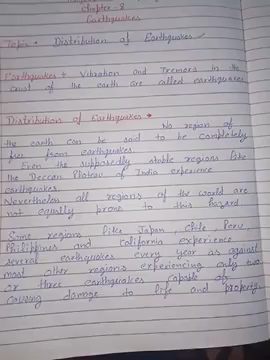 Chapter - 8
Earthquakes
Topic • Distribution of Earthquakes
Earthquakes → Vibration and Tremors in the
crust of the earth are called earthquakes
Distribution of Earthquakes •
No region of
the earth can be said to be completely
free from earthquakes.
Even the supposedly stable regions like
the Deccan Plateau of India experience
earthquakes.
Nevertheless all regions of the world are
not equally prone to this hazard
Some regions like Japan, Chile, Peru,
Philippines and California experience
several earthquakes every year as against
most other regions experiencing only two
or three earthquakes capable of
causing damage to life and property.